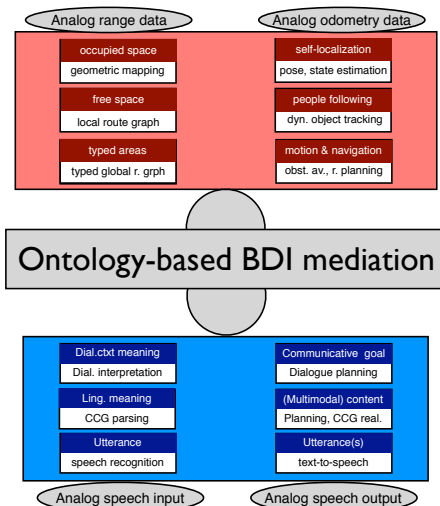 Analog range data
Analog odometry data
occupied space
geometric mapping
self-localization
pose, state estimation
free space
local route graph
people following
dyn. object tracking
typed areas
typed global r. grph
motion & navigation
obst. av., r. planning
Ontology-based BDI mediation
Dial.ctxt meaning
Dial. interpretation
Communicative goal
Dialogue planning
Ling. meaning
CCG parsing
(Multimodal) content
Planning, CCG real.
Utterance
speech recognition
Utterance(s)
text-to-speech
Analog speech input
Analog speech output